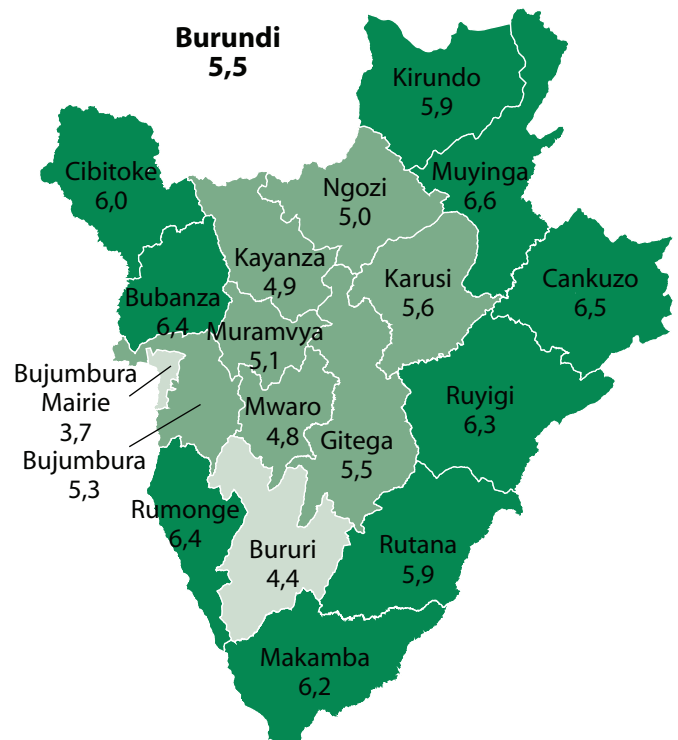 Burundi
5,5
Kirundo
5,9
Cibitoke
6,0
Ngozi
5,0
Muyinga
6,6
Kayanza
4,9
Karusi
5,6
Cankuzo
6,5
Bubanza
6,4
Muramvya
5,1
Bujumbura
Mairie
3,7
Mwaro
4,8
Ruyigi
6,3
Gitega
5,5
Bujumbura
5,3
Rumonge
6,4
Bururi
4,4
Rutana
5,9
Makamba
6,2